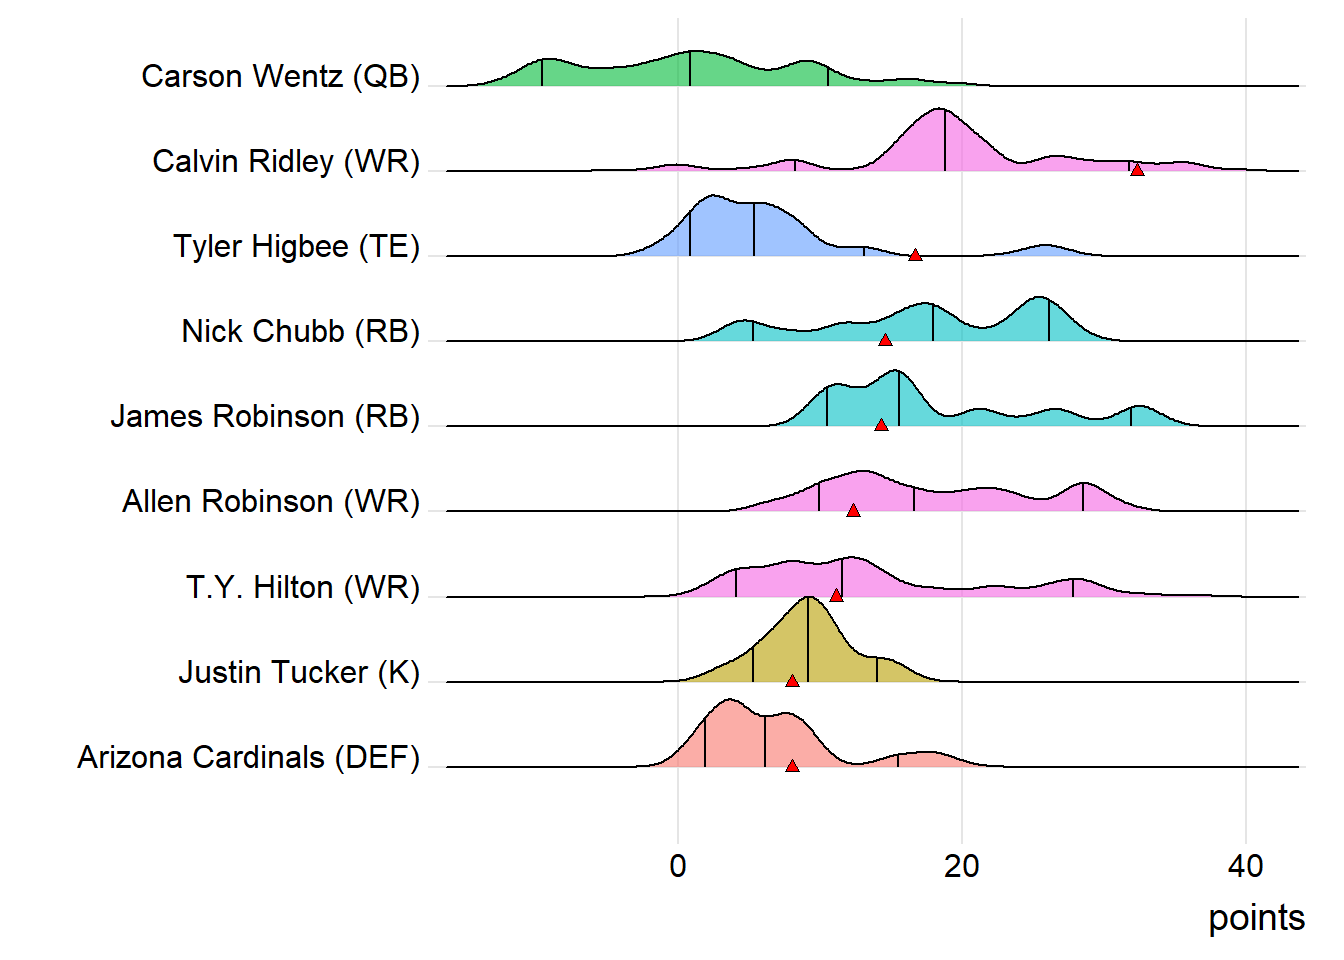 Carson Wentz (QB)
Calvin Ridley (WR)
Tyler Higbee (TE)
Nick Chubb (RB)
James Robinson (RB)
Allen Robinson (WR)
T.Y. Hilton (WR)
Justin Tucker (K)
Arizona Cardinals (DEF)
0 20 40
points